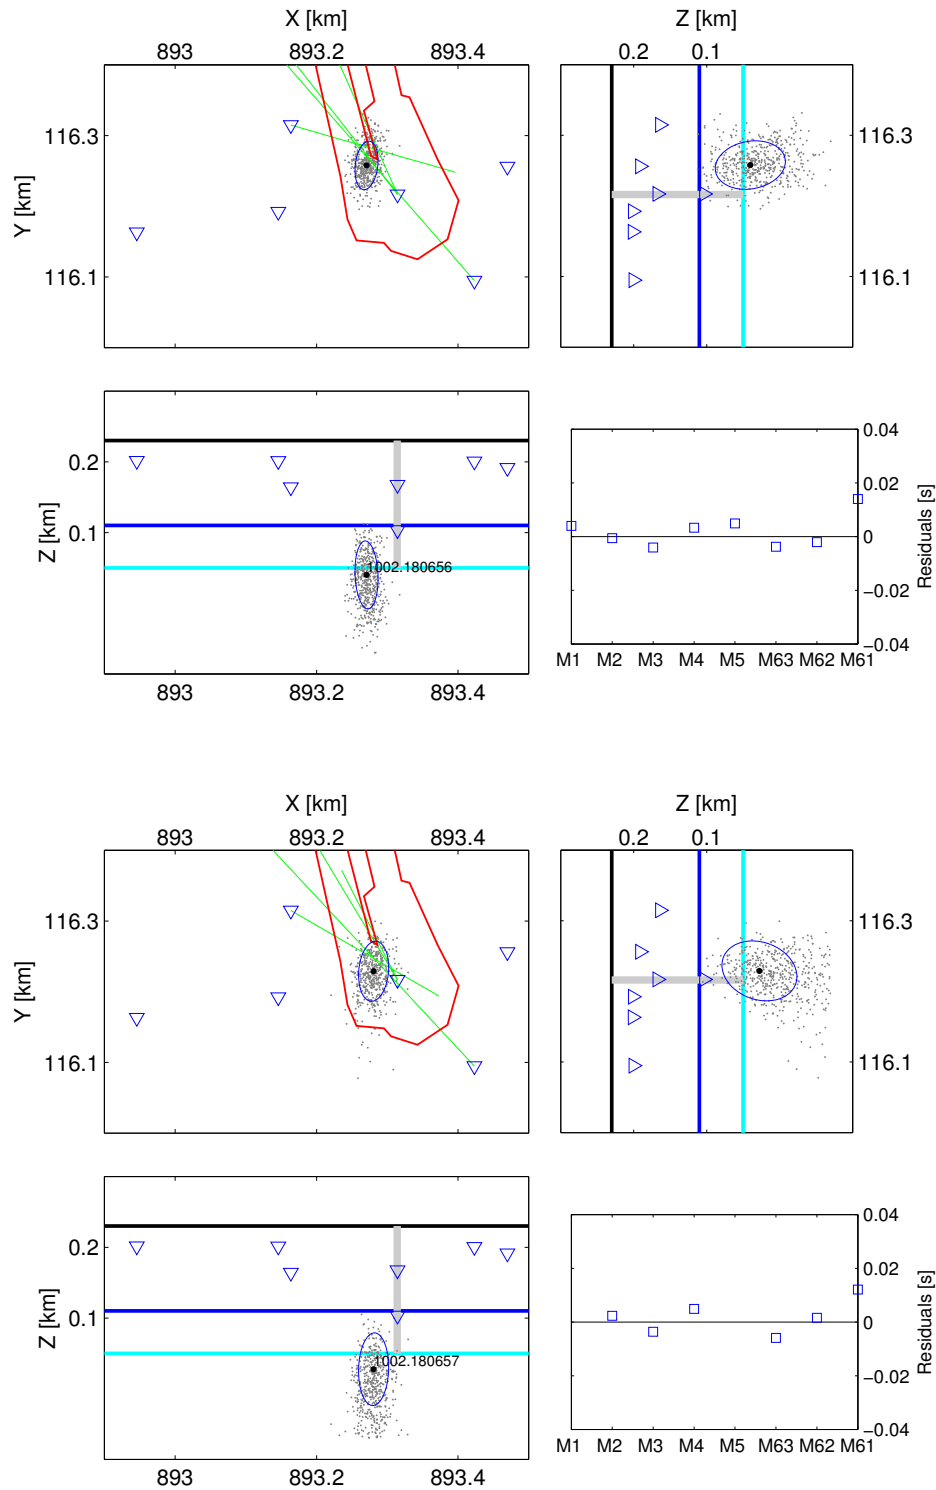 X [km]
Z [km]
893 893.2 893.4
0.2 0.1
116.3
116.1
Y [km]
116.3
116.1
0.2
0.1
Z [km]
1002.180656
893 893.2 893.4
0.04
0.02
0
−0.02
−0.04
Residuals [s]
M1 M2 M3 M4 M5 M63 M62 M61
X [km]
Z [km]
893 893.2 893.4
0.2 0.1
116.3
116.1
Y [km]
116.3
116.1
0.2
0.1
Z [km]
1002.180657
893 893.2 893.4
0.04
0.02
0
−0.02
−0.04
Residuals [s]
M1 M2 M3 M4 M5 M63 M62 M61